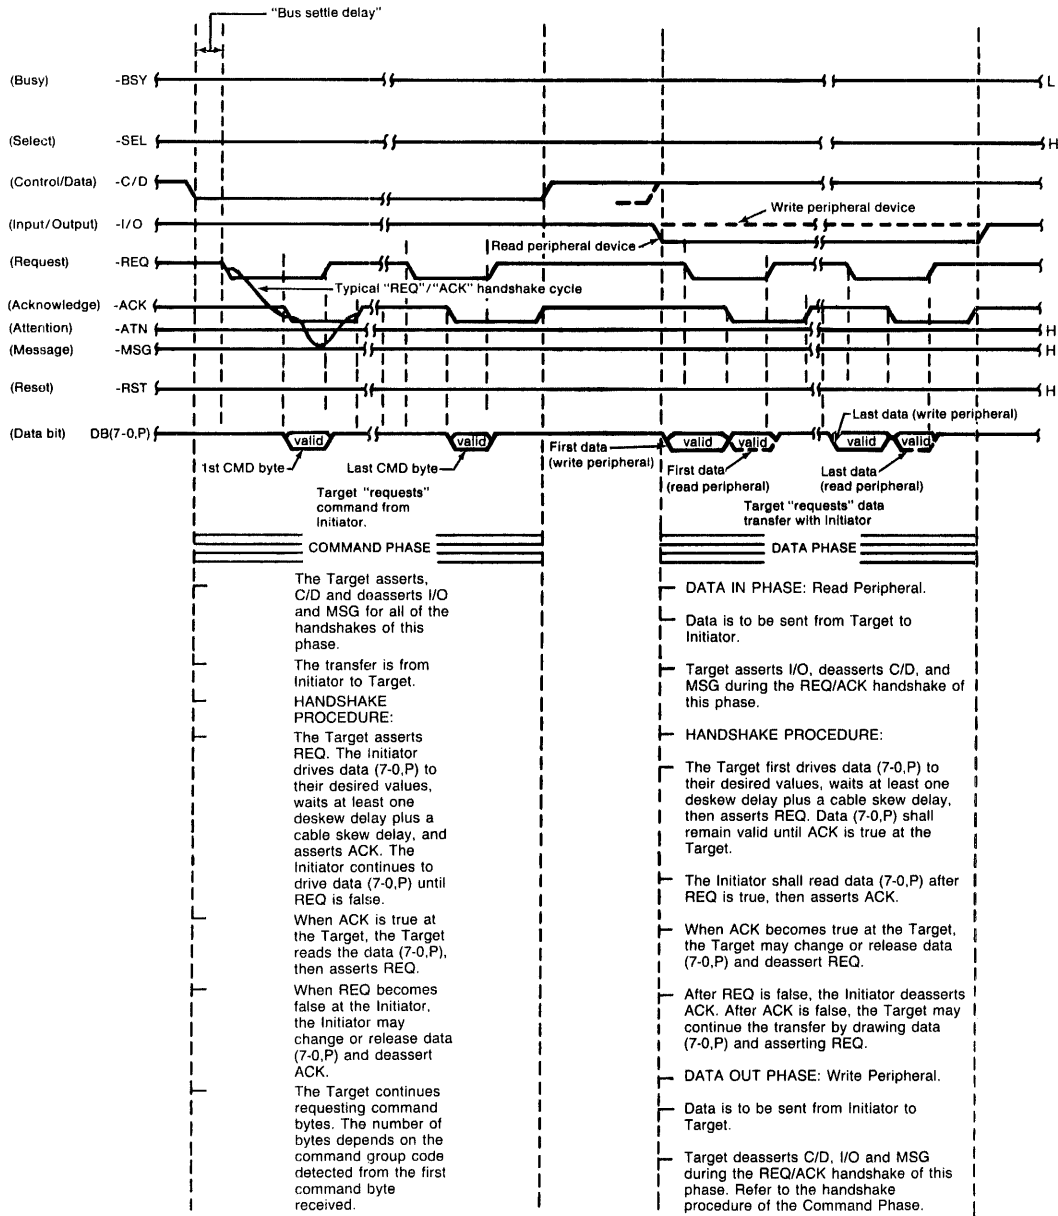 "Bus settle delay"
(Busy) -BSY L
(Select) -SEL H
(Control/Data) -C/D
(Input/Output) -I/O
Write peripheral device
Read peripheral device
(Request) -REQ
Typical "REQ"/"ACK" handshake cycle
(Acknowledge) -ACK
(Attention) -ATN H
(Message) -MSG H
(Reset) -RST H
(Data bit) DB(7-0,P)
valid
valid
valid
valid
valid
valid
1st CMD byte
Last CMD byte
First data
(write peripheral)
First data
(read peripheral)
Last data (write peripheral)
Last data
(read peripheral)
Target "requests"
command from
Initiator.
Target "requests" data
transfer with Initiator
COMMAND PHASE
The Target asserts,
C/D and deasserts I/O
and MSG for all of the
handshakes of this
phase.
The transfer is from
Initiator to Target.
HANDSHAKE
PROCEDURE:
The Target asserts
REQ. The Initiator
drives data (7-0,P) to
their desired values,
waits at least one
deskew delay plus a
cable skew delay, and
asserts ACK. The
Initiator continues to
drive data (7-0,P) until
REQ is false.
When ACK is true at
the Target, the Target
reads the data (7-0,P),
then asserts REQ.
When REQ becomes
false at the Initiator,
the Initiator may
change or release data
(7-0,P) and deassert
ACK.
The Target continues
requesting command
bytes. The number of
bytes depends on the
command group code
detected from the first
command byte
received.
DATA PHASE
DATA IN PHASE: Read Peripheral.
Data is to be sent from Target to
Initiator.
Target asserts I/O, deasserts C/D, and
MSG during the REQ/ACK handshake of
this phase.
HANDSHAKE PROCEDURE:
The Target first drives data (7-0,P) to
their desired values, waits at least one
deskew delay plus a cable skew delay,
then asserts REQ. Data (7-0,P) shall
remain valid until ACK is true at the
Target.
The Initiator shall read data (7-0,P) after
REQ is true, then asserts ACK.
When ACK becomes true at the Target,
the Target may change or release data
(7-0,P) and deassert REQ.
After REQ is false, the Initiator deasserts
ACK. After ACK is false, the Target may
continue the transfer by drawing data
(7-0,P) and asserting REQ.
DATA OUT PHASE: Write Peripheral.
Data is to be sent from Initiator to
Target.
Target deasserts C/D, I/O and MSG
during the REQ/ACK handshake of this
phase. Refer to the handshake
procedure of the Command Phase.